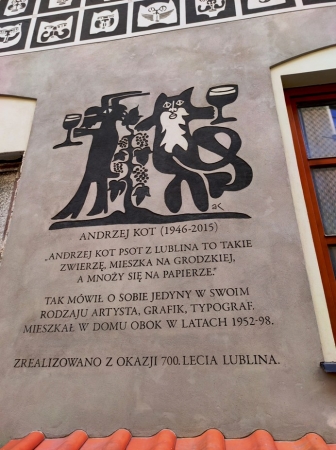 AK
ANDRZEJ KOT (1946-2015)
„ANDRZEJ KOT PSOT Z LUBLINA TO TAKIE
ZWIERZĘ, MIESZKA NA GRODZKIEJ,
A MNOŻY SIĘ NA PAPIERZE."
TAK MÓWIŁ O SOBIE JEDYNY W SWOIM
RODZAJU ARTYSTA, GRAFIK, TYPOGRAF.
MIESZKAŁ W DOMU OBOK W LATACH 1952-98.
ZREALIZOWANO Z OKAZJI 700. LECIA LUBLINA.